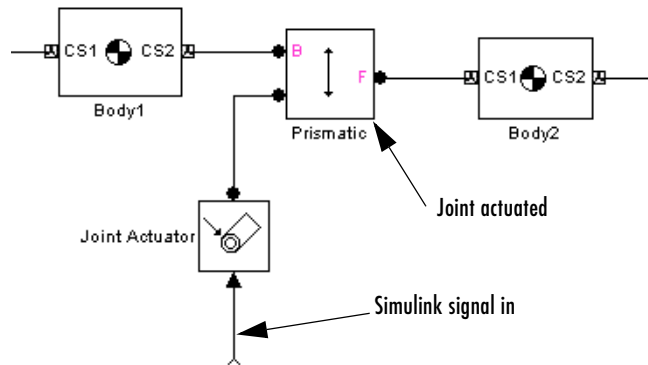 CS1 CS2
Body1
B
F
Prismatic
CS1 CS2
Body2
Joint actuated
Joint Actuator
Simulink signal in